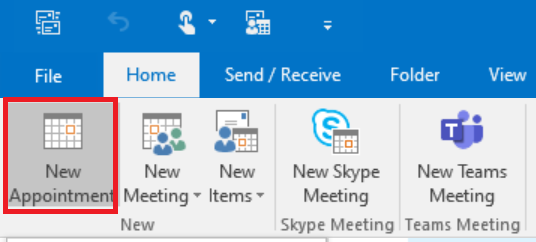 File Home Send / Receive Folder View
New Appointment New Meeting New Items New Skype Meeting New Teams Meeting
New Skype Meeting Teams Meeting